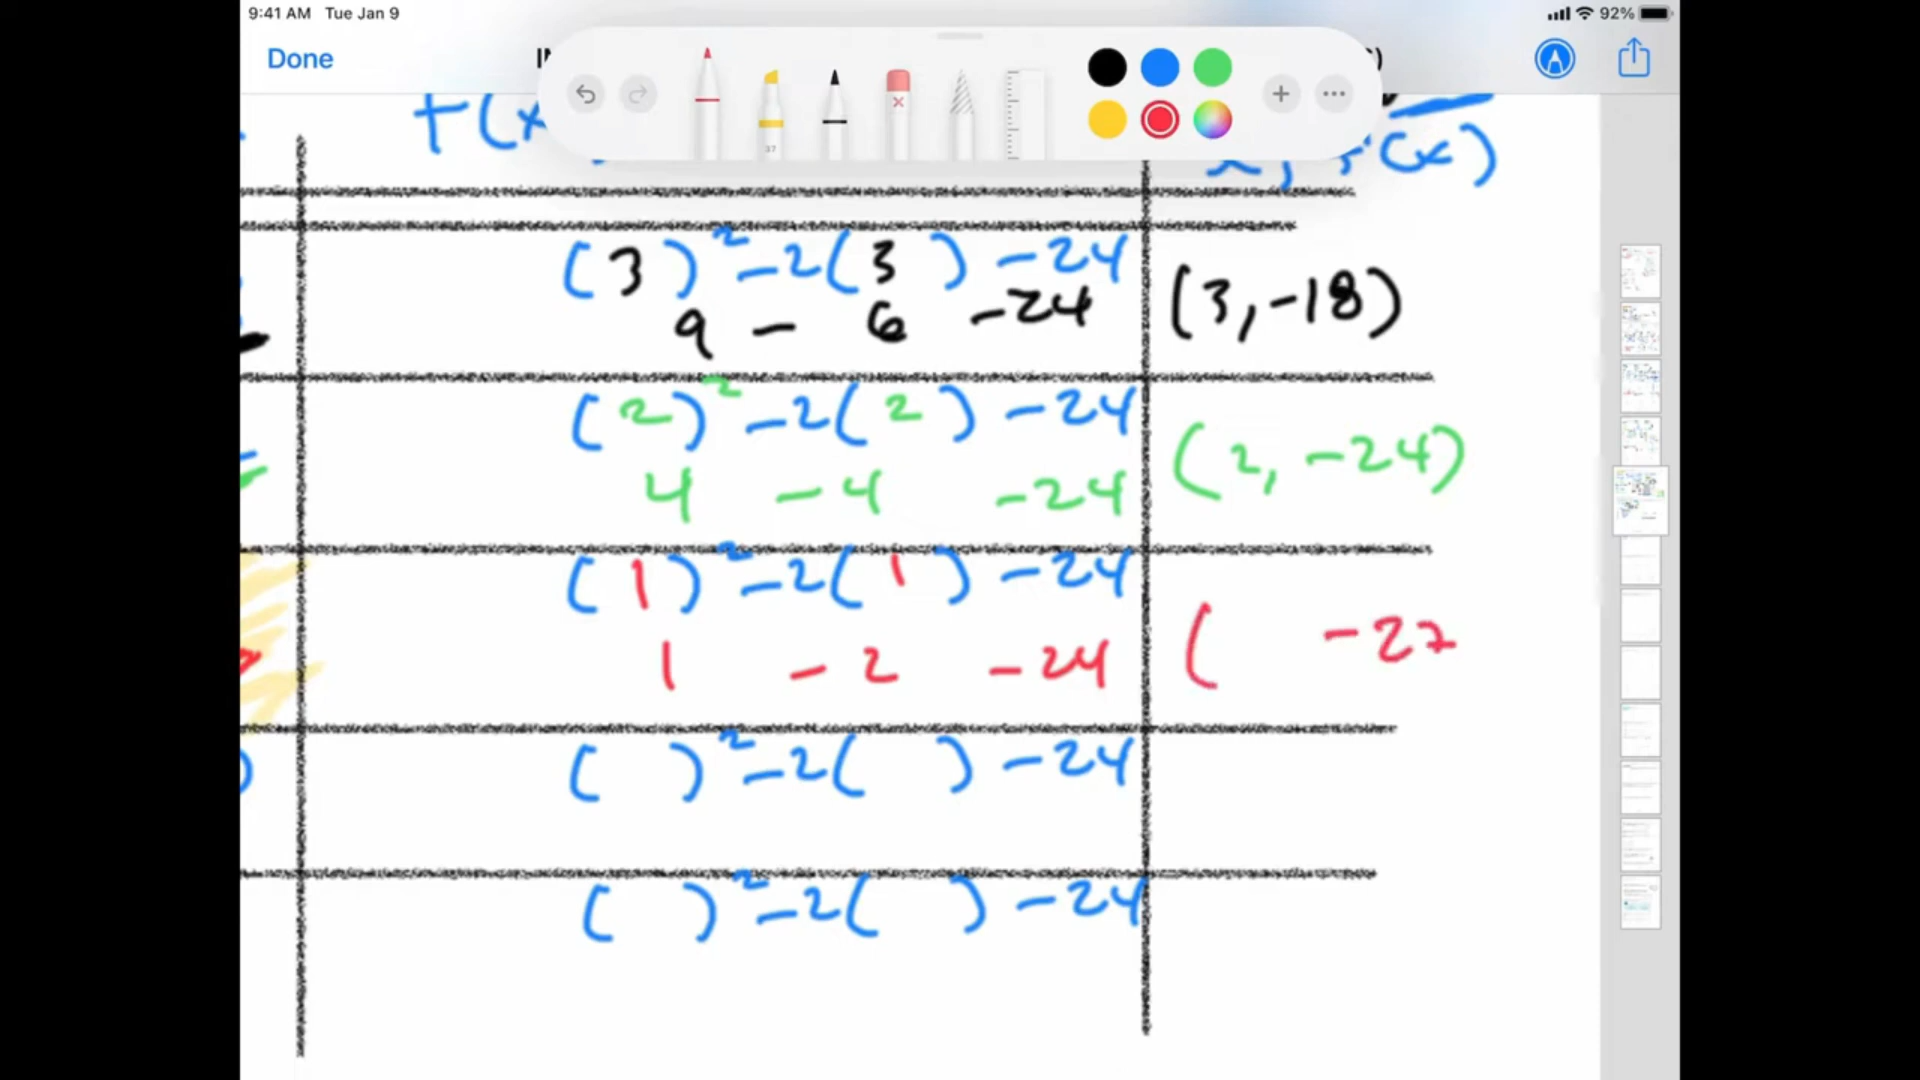 9:41 AM Tue Jan 9
92%
Done
37
x, f(x)
(3)² -2(3) -24
9 - 6 -24
(3, -18)
(2)² -2(2) -24
4 -4 -24
(2, -24)
(1)² -2(1) -24
1 -2 -24
( -27
( )² -2( ) -24
( )² -2( ) -24